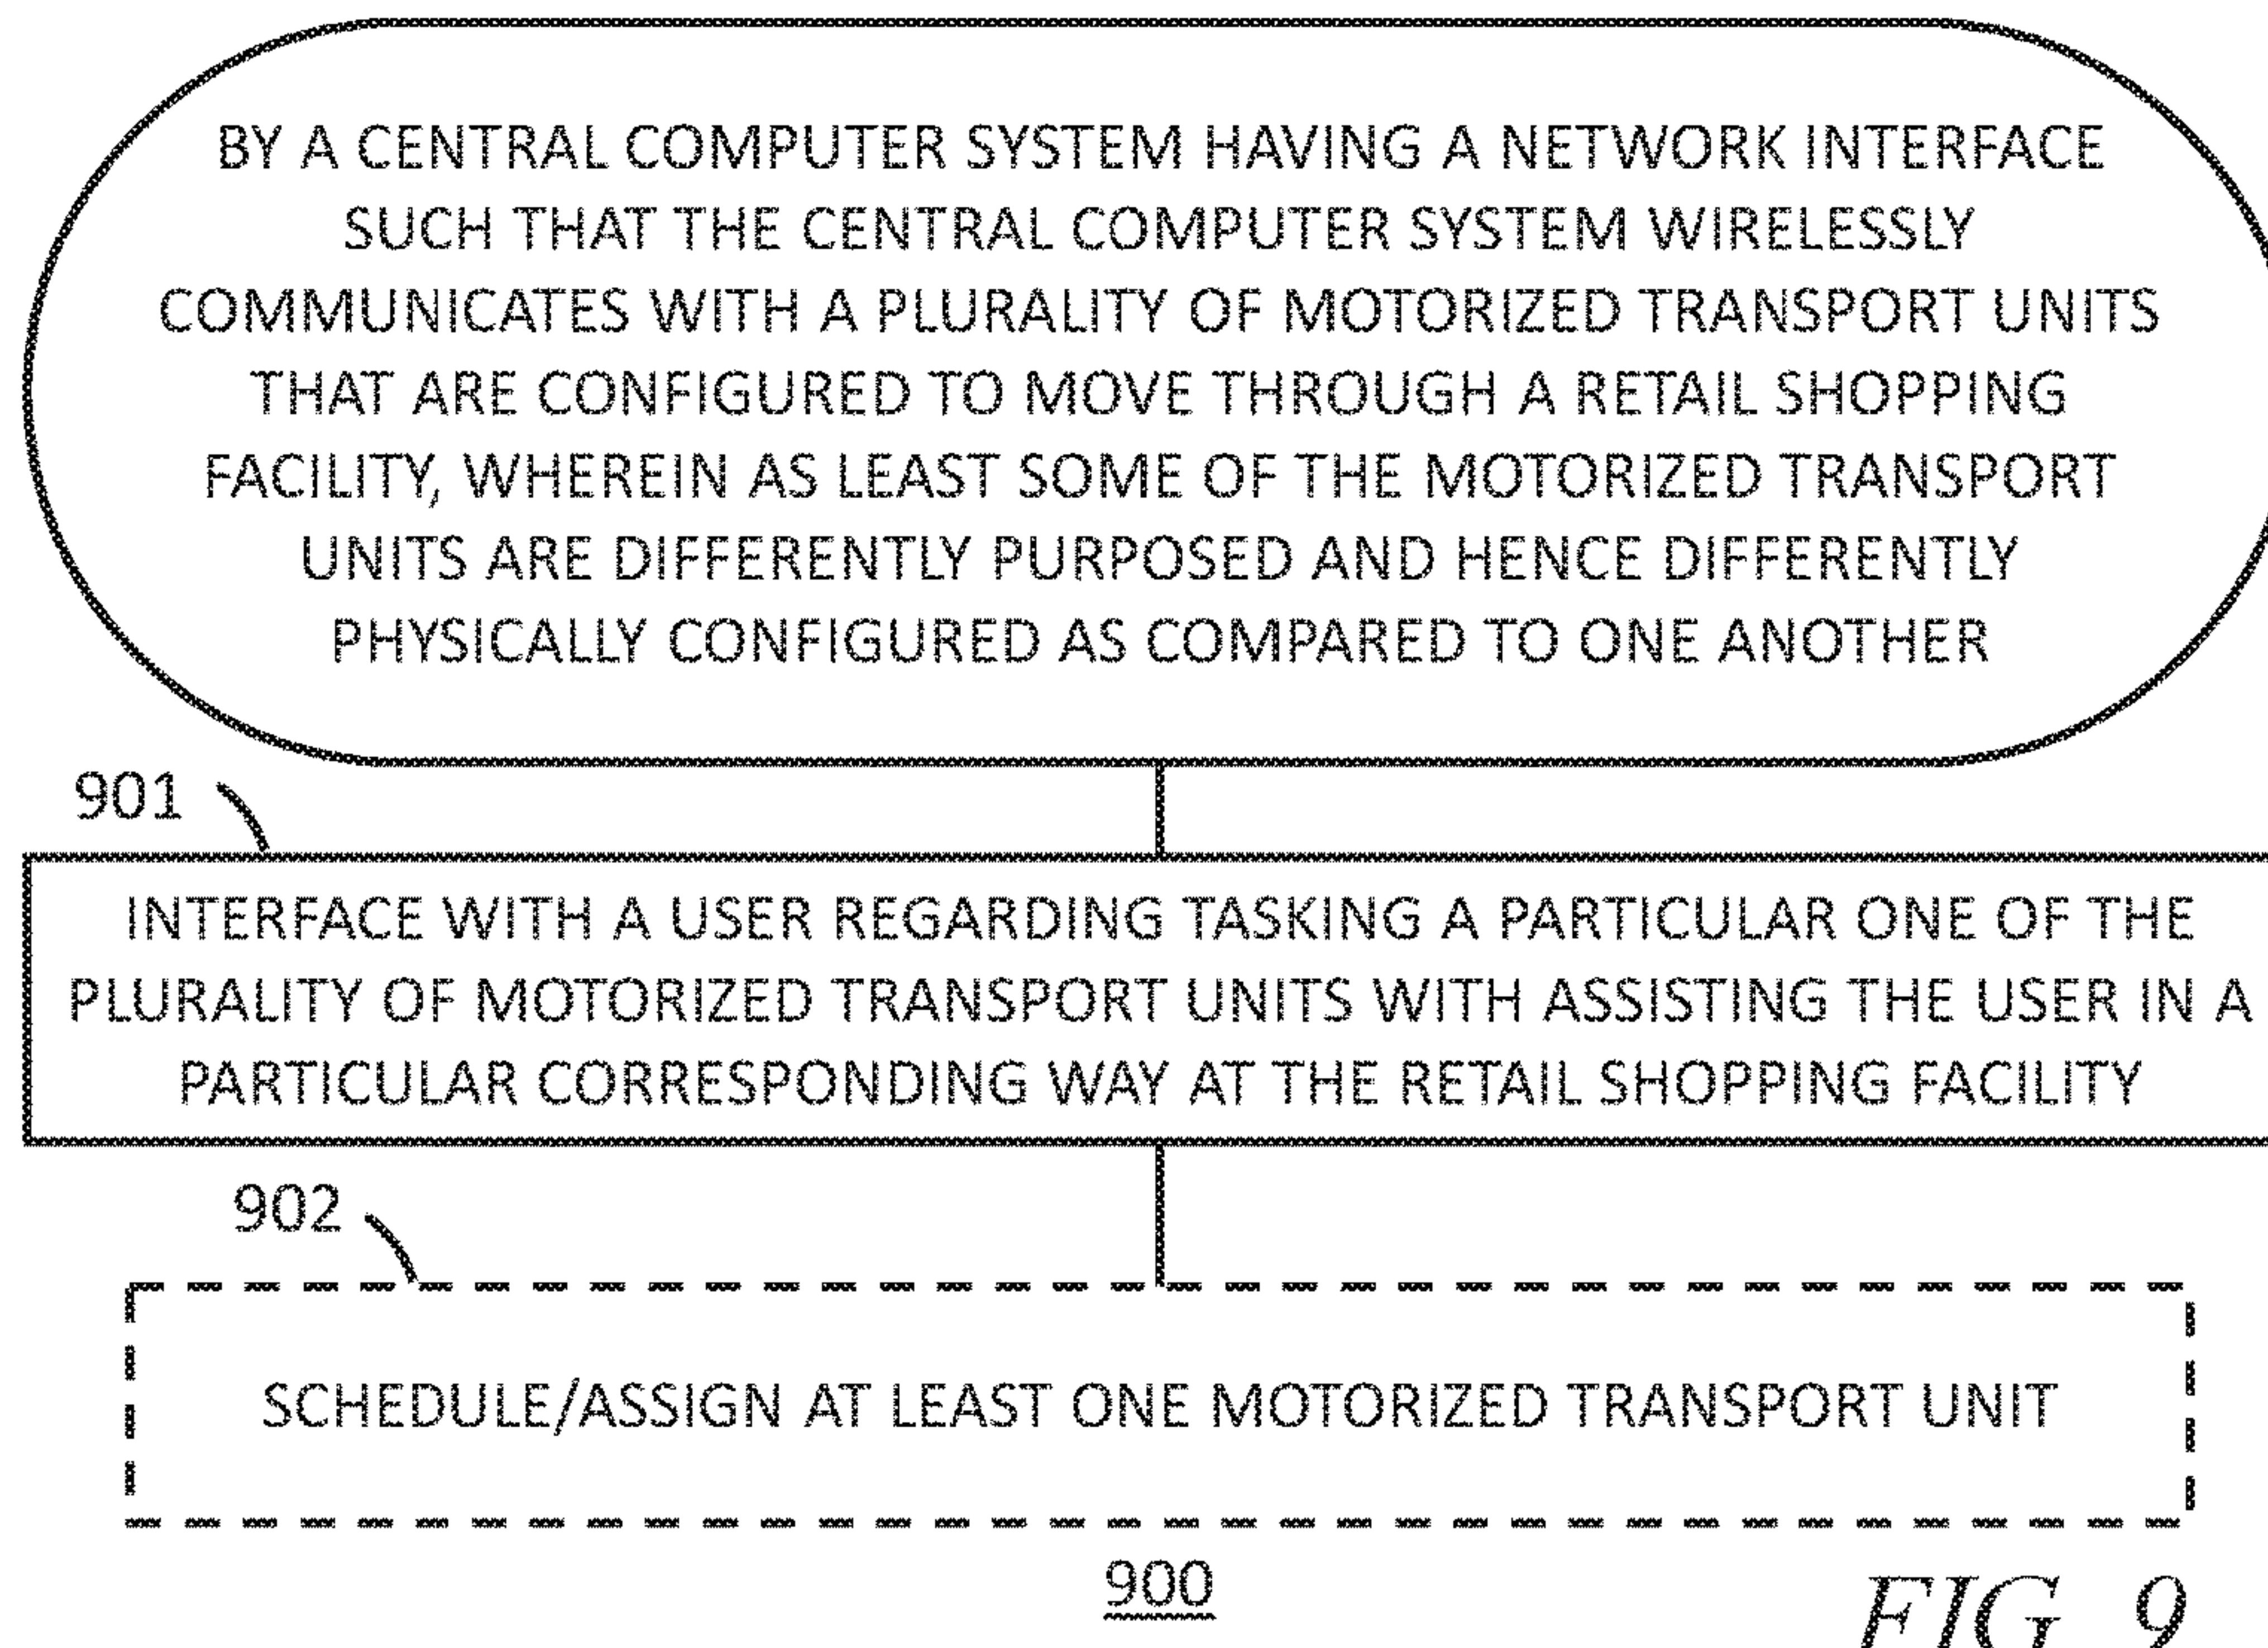 BY A CENTRAL COMPUTER SYSTEM HAVING A NETWORK INTERFACE
SUCH THAT THE CENTRAL COMPUTER SYSTEM WIRELESSLY
COMMUNICATES WITH A PLURALITY OF MOTORIZED TRANSPORT UNITS
THAT ARE CONFIGURED TO MOVE THROUGH A RETAIL SHOPPING
FACILITY, WHEREIN AS LEAST SOME OF THE MOTORIZED TRANSPORT
UNITS ARE DIFFERENTLY PURPOSED AND HENCE DIFFERENTLY
PHYSICALLY CONFIGURED AS COMPARED TO ONE ANOTHER
901
INTERFACE WITH A USER REGARDING TASKING A PARTICULAR ONE OF THE
PLURALITY OF MOTORIZED TRANSPORT UNITS WITH ASSISTING THE USER IN A
PARTICULAR CORRESPONDING WAY AT THE RETAIL SHOPPING FACILITY
902
SCHEDULE/ASSIGN AT LEAST ONE MOTORIZED TRANSPORT UNIT
900
FIG. 9